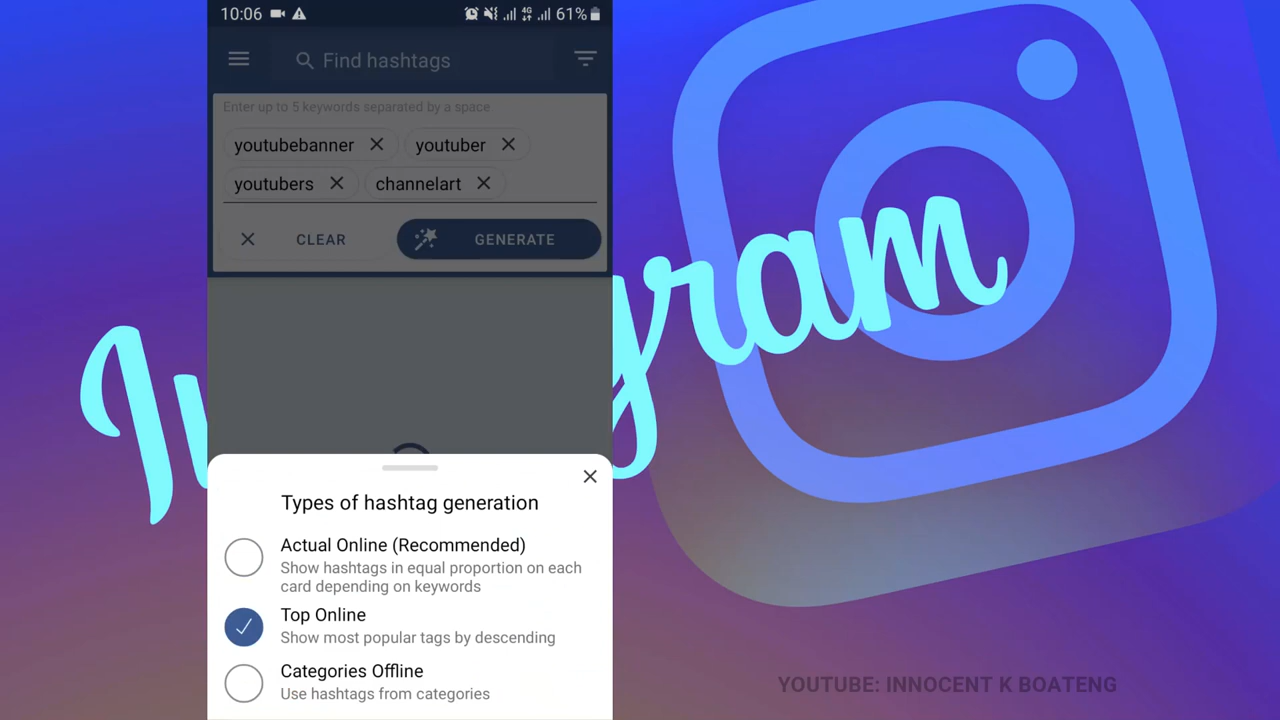 10:06 4G 61%
Find hashtags
Enter up to 5 keywords separated by a space
youtubebanner youtuber
youtubers channelart
CLEAR GENERATE
Types of hashtag generation
Actual Online (Recommended)
Show hashtags in equal proportion on each
card depending on keywords
Top Online
Show most popular tags by descending
Categories Offline
Use hashtags from categories
YOUTUBE: INNOCENT K BOATENG